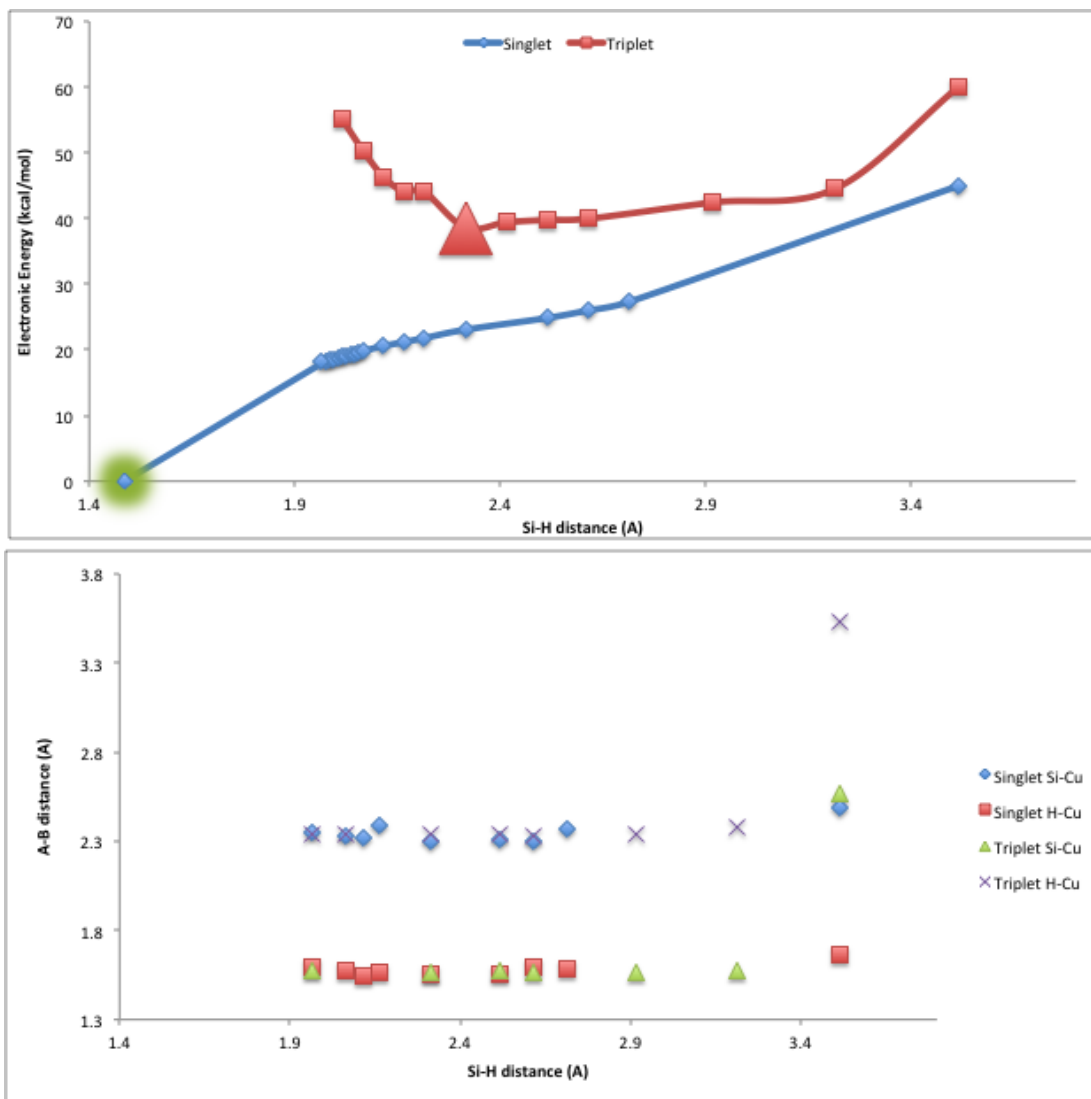 70
Singlet Triplet
60
50
40
30
20
10
0
Electronic Energy (kcal/mol)
1.4 1.9 2.4 2.9 3.4
Si-H distance (A)
3.8
3.3
2.8
2.3
1.8
1.3
A-B distance (A)
Singlet Si-Cu
Singlet H-Cu
Triplet Si-Cu
Triplet H-Cu
1.4 1.9 2.4 2.9 3.4
Si-H distance (A)